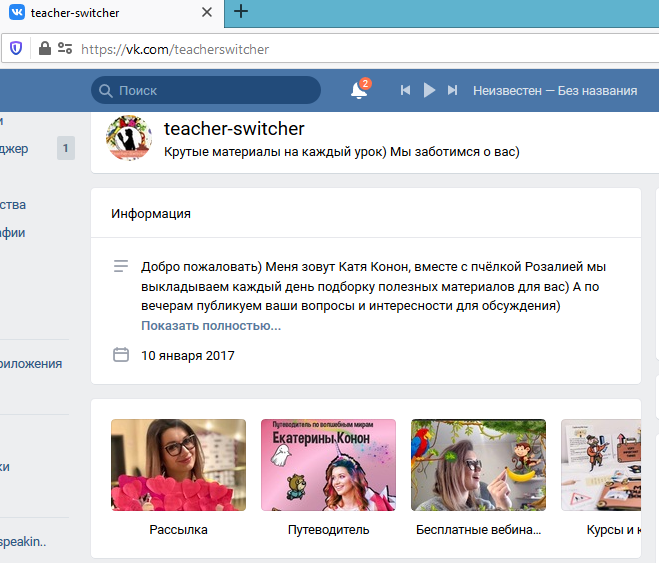 teacher-switcher
https://vk.com/teacherswitcher
Поиск
2
Неизвестен — Без названия
и
джер
1
ства
афии
риложения
ки
speakin..
teacher-switcher
Крутые материалы на каждый урок) Мы заботимся о вас)
Информация
Добро пожаловать) Меня зовут Катя Конон, вместе с пчёлкой Розалией мы
выкладываем каждый день подборку полезных материалов для вас) А по
вечерам публикуем ваши вопросы и интересности для обсуждения)
Показать полностью...
10 января 2017
Путеводитель по волшебным мирам
Екатерины Конон
Рассылка
Путеводитель
Бесплатные вебина...
Курсы и к